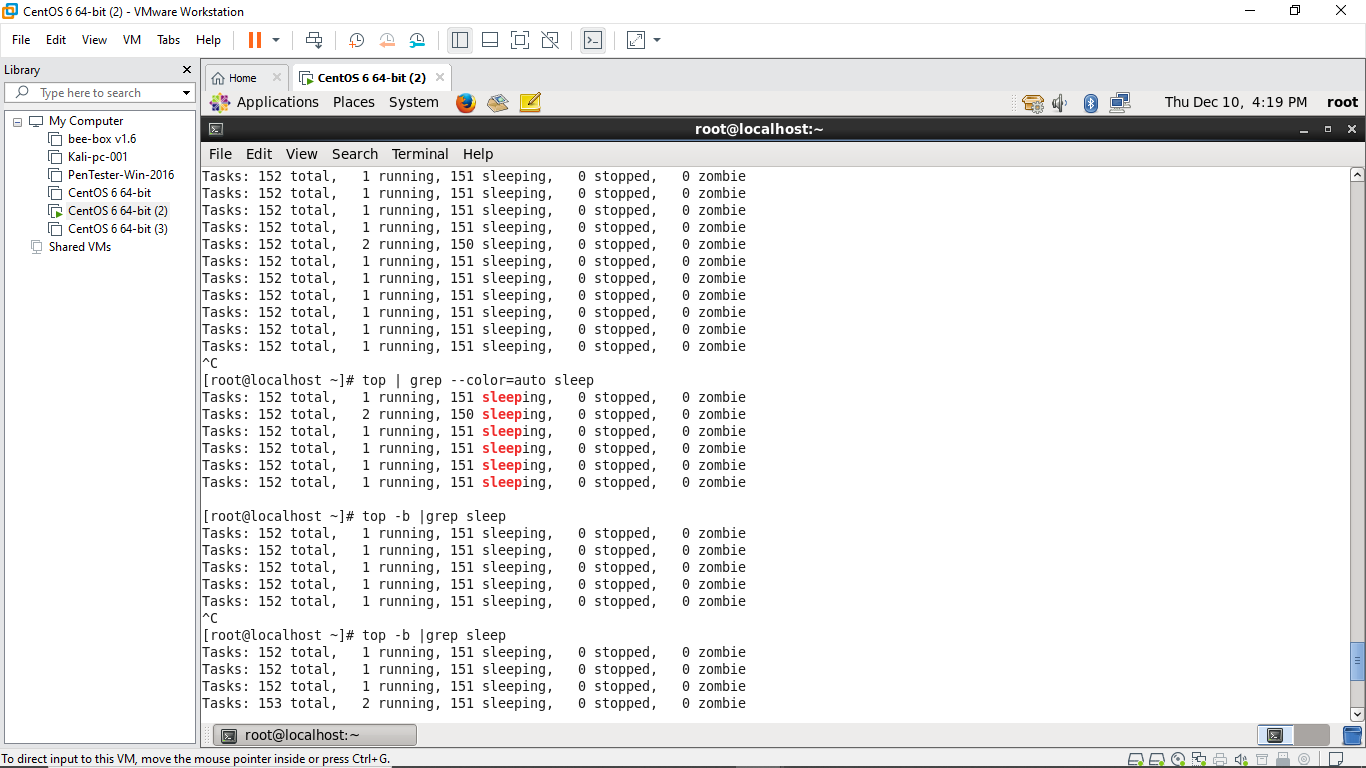 CentOS 6 64-bit (2) - VMware Workstation
File Edit View VM Tabs Help
Library
Type here to search
My Computer
bee-box v1.6
Kali-pc-001
PenTester-Win-2016
CentOS 6 64-bit
CentOS 6 64-bit (2)
CentOS 6 64-bit (3)
Shared VMs
Home
CentOS 6 64-bit (2)
Applications Places System
Thu Dec 10, 4:19 PM root
root@localhost:~
File Edit View Search Terminal Help
Tasks: 152 total,   1 running, 151 sleeping,   0 stopped,   0 zombie
Tasks: 152 total,   1 running, 151 sleeping,   0 stopped,   0 zombie
Tasks: 152 total,   1 running, 151 sleeping,   0 stopped,   0 zombie
Tasks: 152 total,   1 running, 151 sleeping,   0 stopped,   0 zombie
Tasks: 152 total,   2 running, 150 sleeping,   0 stopped,   0 zombie
Tasks: 152 total,   1 running, 151 sleeping,   0 stopped,   0 zombie
Tasks: 152 total,   1 running, 151 sleeping,   0 stopped,   0 zombie
Tasks: 152 total,   1 running, 151 sleeping,   0 stopped,   0 zombie
Tasks: 152 total,   1 running, 151 sleeping,   0 stopped,   0 zombie
Tasks: 152 total,   1 running, 151 sleeping,   0 stopped,   0 zombie
Tasks: 152 total,   1 running, 151 sleeping,   0 stopped,   0 zombie
^C
[root@localhost ~]# top | grep --color=auto sleep
Tasks: 152 total,   1 running, 151 sleeping,   0 stopped,   0 zombie
Tasks: 152 total,   2 running, 150 sleeping,   0 stopped,   0 zombie
Tasks: 152 total,   1 running, 151 sleeping,   0 stopped,   0 zombie
Tasks: 152 total,   1 running, 151 sleeping,   0 stopped,   0 zombie
Tasks: 152 total,   1 running, 151 sleeping,   0 stopped,   0 zombie
Tasks: 152 total,   1 running, 151 sleeping,   0 stopped,   0 zombie
[root@localhost ~]# top -b |grep sleep
Tasks: 152 total,   1 running, 151 sleeping,   0 stopped,   0 zombie
Tasks: 152 total,   1 running, 151 sleeping,   0 stopped,   0 zombie
Tasks: 152 total,   1 running, 151 sleeping,   0 stopped,   0 zombie
Tasks: 152 total,   1 running, 151 sleeping,   0 stopped,   0 zombie
Tasks: 152 total,   1 running, 151 sleeping,   0 stopped,   0 zombie
^C
[root@localhost ~]# top -b |grep sleep
Tasks: 152 total,   1 running, 151 sleeping,   0 stopped,   0 zombie
Tasks: 152 total,   1 running, 151 sleeping,   0 stopped,   0 zombie
Tasks: 152 total,   1 running, 151 sleeping,   0 stopped,   0 zombie
Tasks: 153 total,   2 running, 151 sleeping,   0 stopped,   0 zombie
root@localhost:~
To direct input to this VM, move the mouse pointer inside or press Ctrl+G.